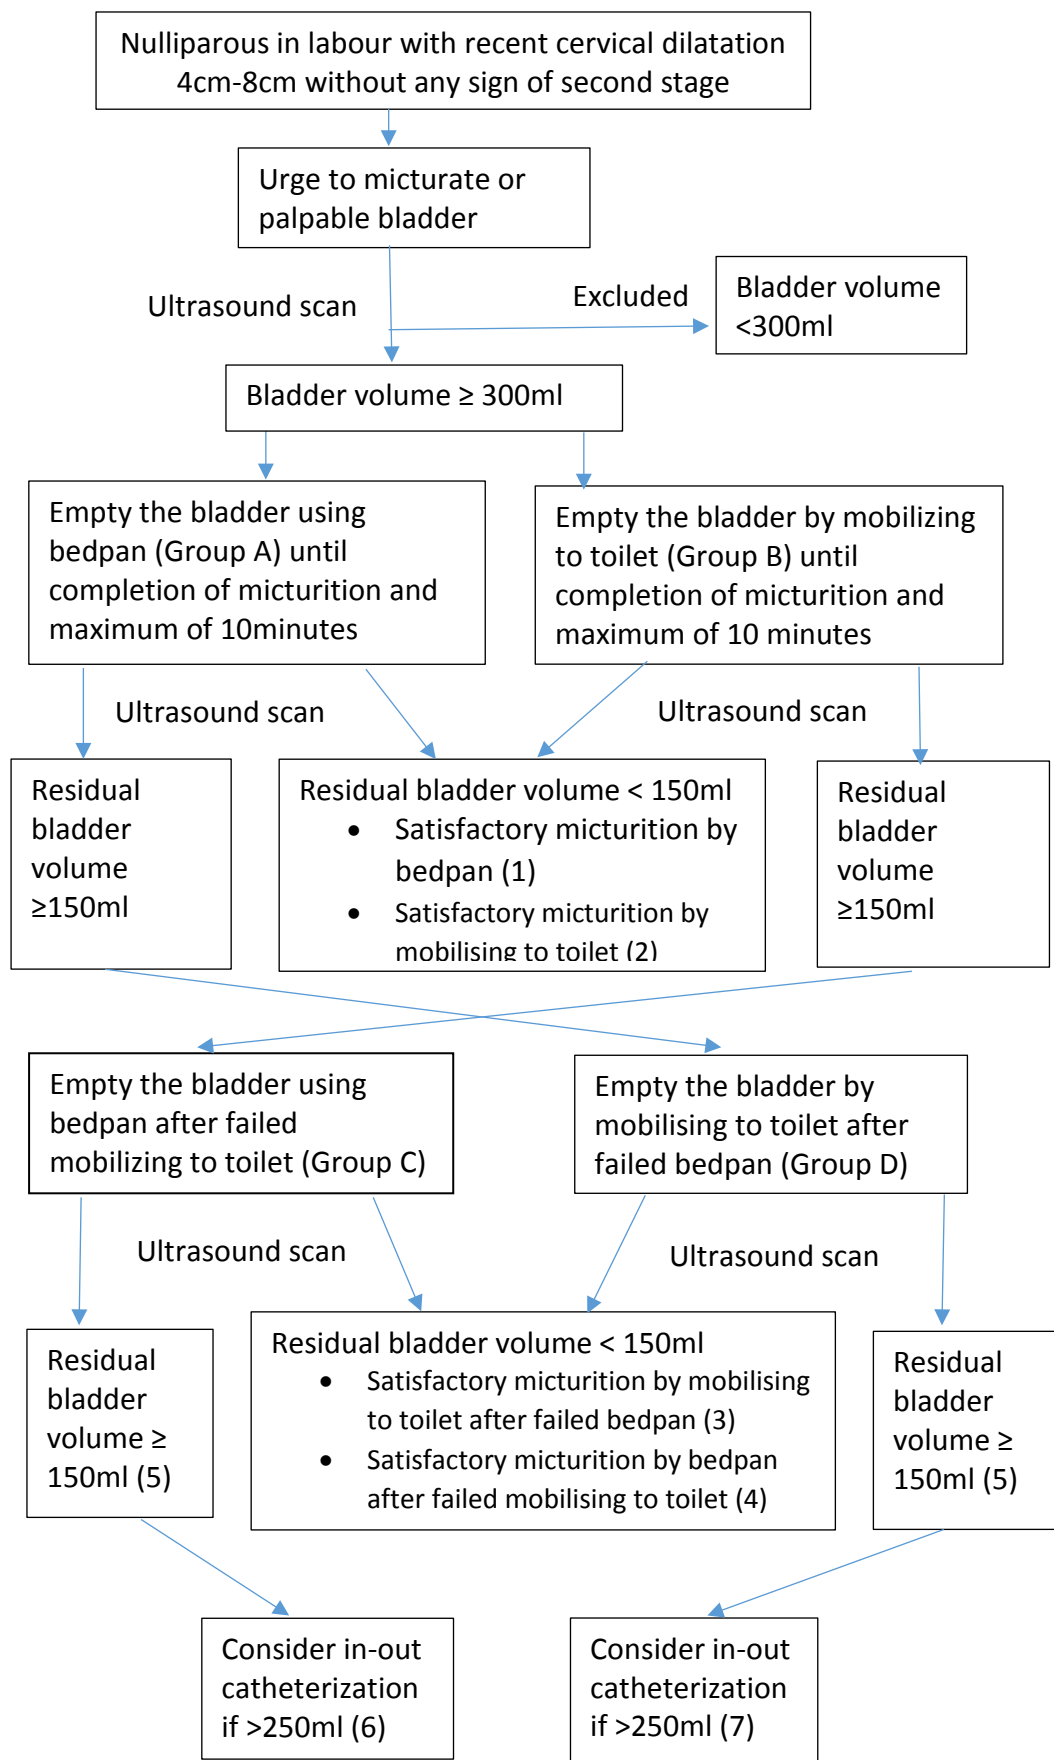 Nulliparous in labour with recent cervical dilatation
4cm-8cm without any sign of second stage
Urge to micturate or
palpable bladder
Ultrasound scan
Excluded
Bladder volume
<300ml
Bladder volume ≥ 300ml
Empty the bladder using
bedpan (Group A) until
completion of micturition and
maximum of 10minutes
Empty the bladder by mobilizing
to toilet (Group B) until
completion of micturition and
maximum of 10 minutes
Ultrasound scan
Ultrasound scan
Residual
bladder
volume
≥150ml
Residual bladder volume < 150ml
• Satisfactory micturition by
bedpan (1)
• Satisfactory micturition by
mobilising to toilet (2)
Residual
bladder
volume
≥150ml
Empty the bladder using
bedpan after failed
mobilizing to toilet (Group C)
Empty the bladder by
mobilising to toilet after
failed bedpan (Group D)
Ultrasound scan
Ultrasound scan
Residual
bladder
volume ≥
150ml (5)
Residual bladder volume < 150ml
• Satisfactory micturition by mobilising
to toilet after failed bedpan (3)
• Satisfactory micturition by bedpan
after failed mobilising to toilet (4)
Residual
bladder
volume ≥
150ml (5)
Consider in-out
catheterization
if >250ml (6)
Consider in-out
catheterization
if >250ml (7)